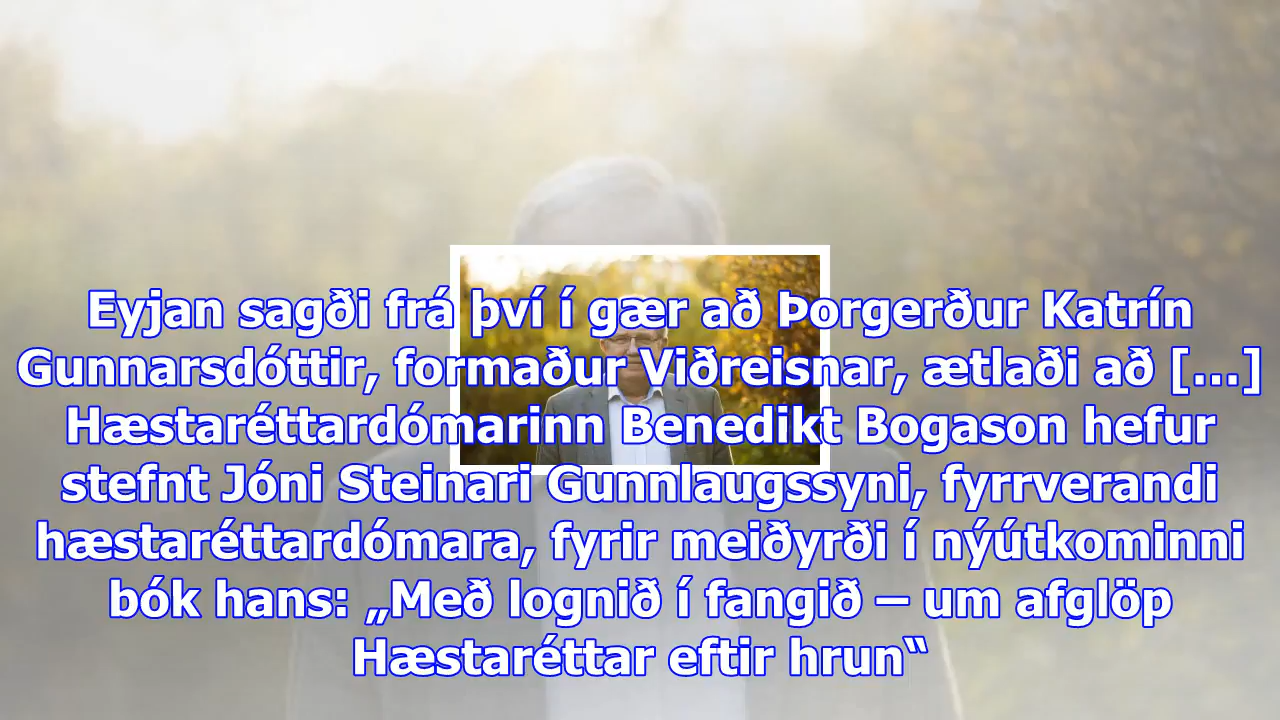 Eyjan sagði frá því í gær að Þorgerður Katrín
Gunnarsdóttir, formaður Viðreisnar, ætlaði að [...]
Hæstaréttardómarinn Benedikt Bogason hefur
stefnt Jóni Steinari Gunnlaugssyni, fyrrverandi
hæstaréttardómara, fyrir meiðyrði í nýútkominni
bók hans: „Með lognið í fangið – um afglöp
Hæstaréttar eftir hrun“